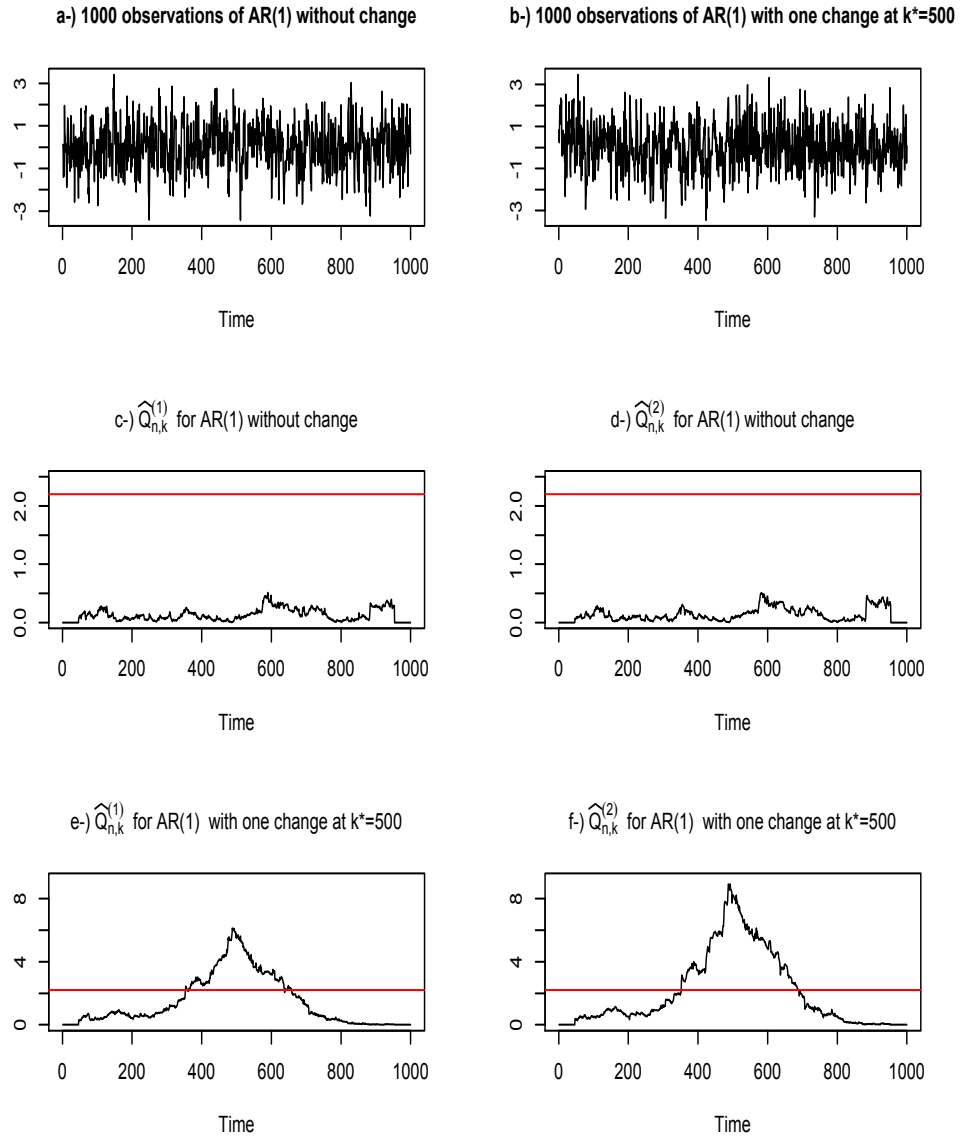 a-) 1000 observations of AR(1) without change
b-) 1000 observations of AR(1) with one change at k*=500
3
1
-1
-3
0 200 400 600 800 1000
Time
3
1
-1
-3
0 200 400 600 800 1000
Time
c-) Q̂_{n,k}^{(1)} for AR(1) without change
d-) Q̂_{n,k}^{(2)} for AR(1) without change
2.0
1.0
0.0
0 200 400 600 800 1000
Time
2.0
1.0
0.0
0 200 400 600 800 1000
Time
e-) Q̂_{n,k}^{(1)} for AR(1) with one change at k*=500
f-) Q̂_{n,k}^{(2)} for AR(1) with one change at k*=500
8
4
0
0 200 400 600 800 1000
Time
8
4
0
0 200 400 600 800 1000
Time